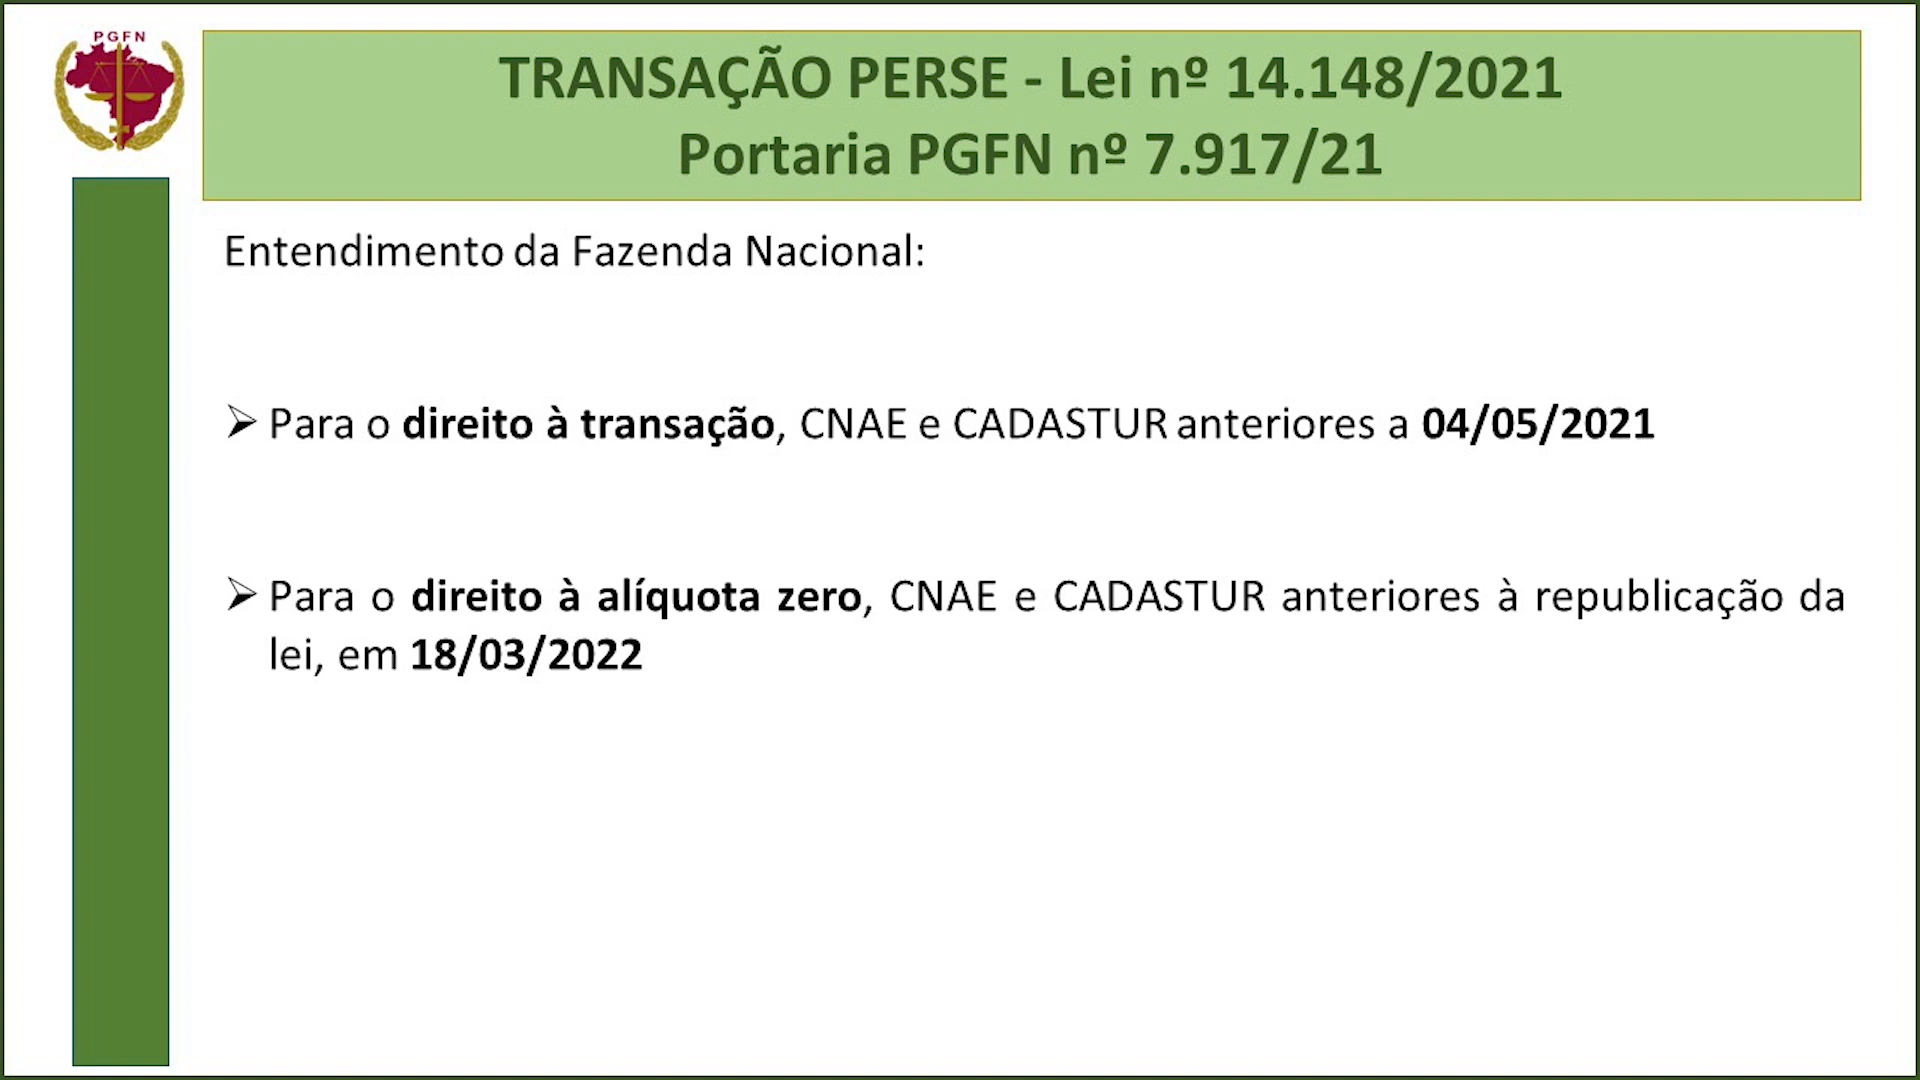 PGFN
TRANSAÇÃO PERSE - Lei nº 14.148/2021
Portaria PGFN nº 7.917/21
Entendimento da Fazenda Nacional:
➢ Para o direito à transação, CNAE e CADASTUR anteriores a 04/05/2021
➢ Para o direito à alíquota zero, CNAE e CADASTUR anteriores à republicação da
lei, em 18/03/2022